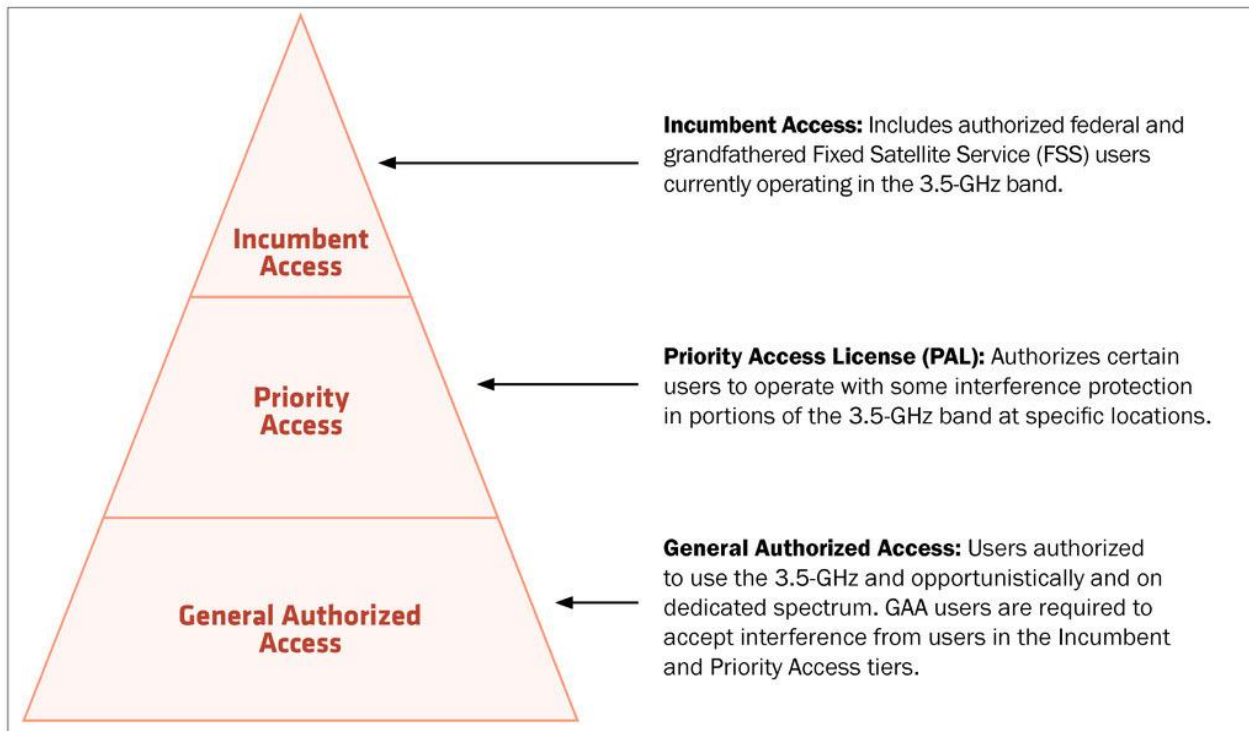 Incumbent
Access
Incumbent Access: Includes authorized federal and
grandfathered Fixed Satellite Service (FSS) users
currently operating in the 3.5-GHz band.
Priority
Access
Priority Access License (PAL): Authorizes certain
users to operate with some interference protection
in portions of the 3.5-GHz band at specific locations.
General Authorized
Access
General Authorized Access: Users authorized
to use the 3.5-GHz and opportunistically and on
dedicated spectrum. GAA users are required to
accept interference from users in the Incumbent
and Priority Access tiers.